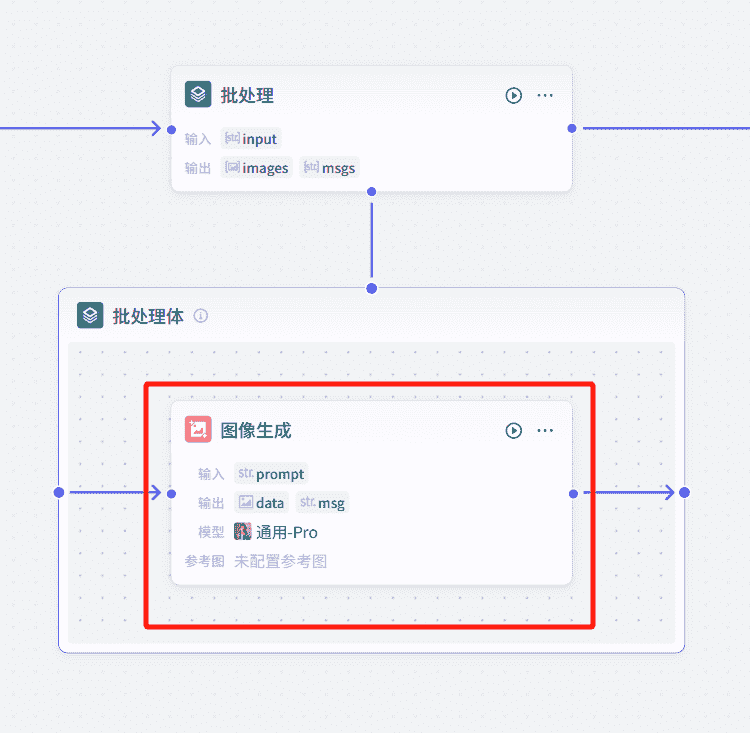 批处理
输入 [str] input
输出 images [str] msgs
批处理体
图像生成
输入 str. prompt
输出 data str. msg
模型 通用-Pro
参考图 未配置参考图